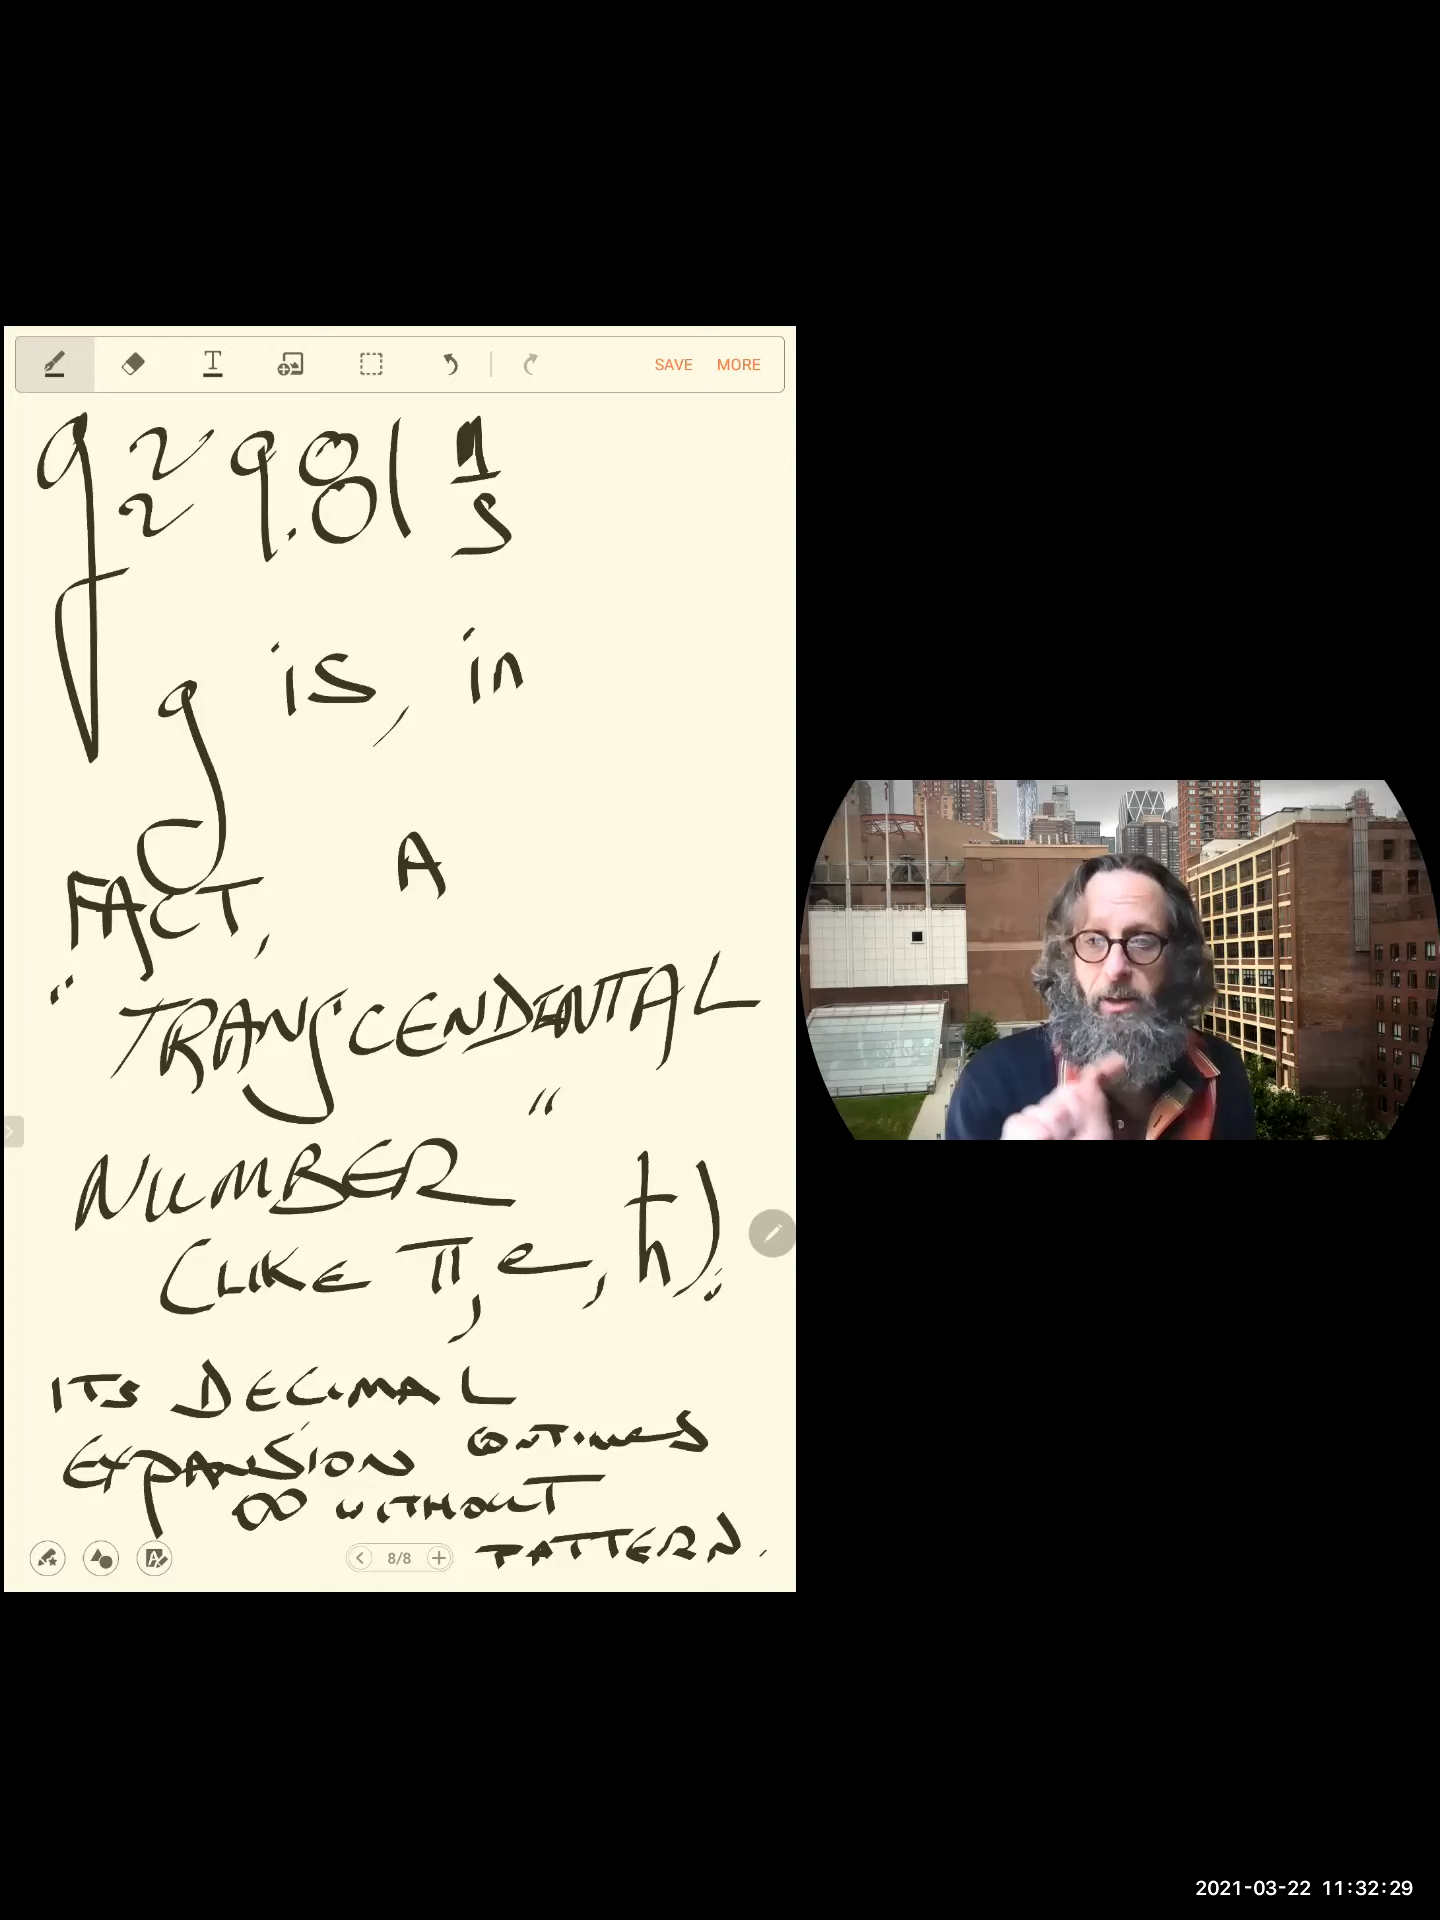 SAVE MORE
g ≈ 9.81 m/s
g is, in
FACT, A
"TRANSCENDENTAL
NUMBER"
(LIKE π, e, ħ).
ITS DECIMAL
EXPANSION CONTINUES
∞ WITHOUT
PATTERN.
8/8
2021-03-22 11:32:29